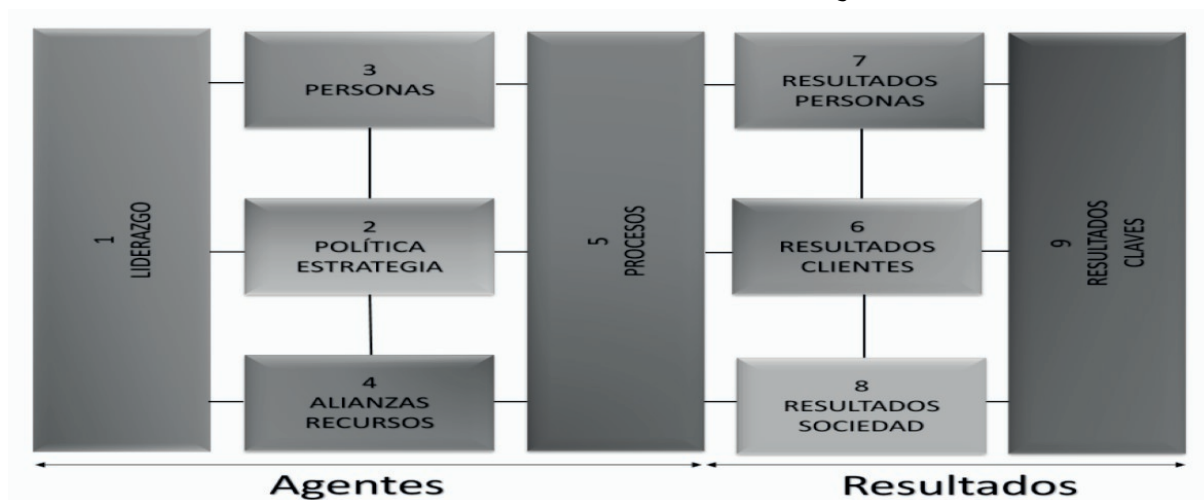 1
LIDERAZGO
3
PERSONAS
2
POLÍTICA
ESTRATEGIA
4
ALIANZAS
RECURSOS
5
PROCESOS
7
RESULTADOS
PERSONAS
6
RESULTADOS
CLIENTES
8
RESULTADOS
SOCIEDAD
9
RESULTADOS
CLAVES
Agentes
Resultados